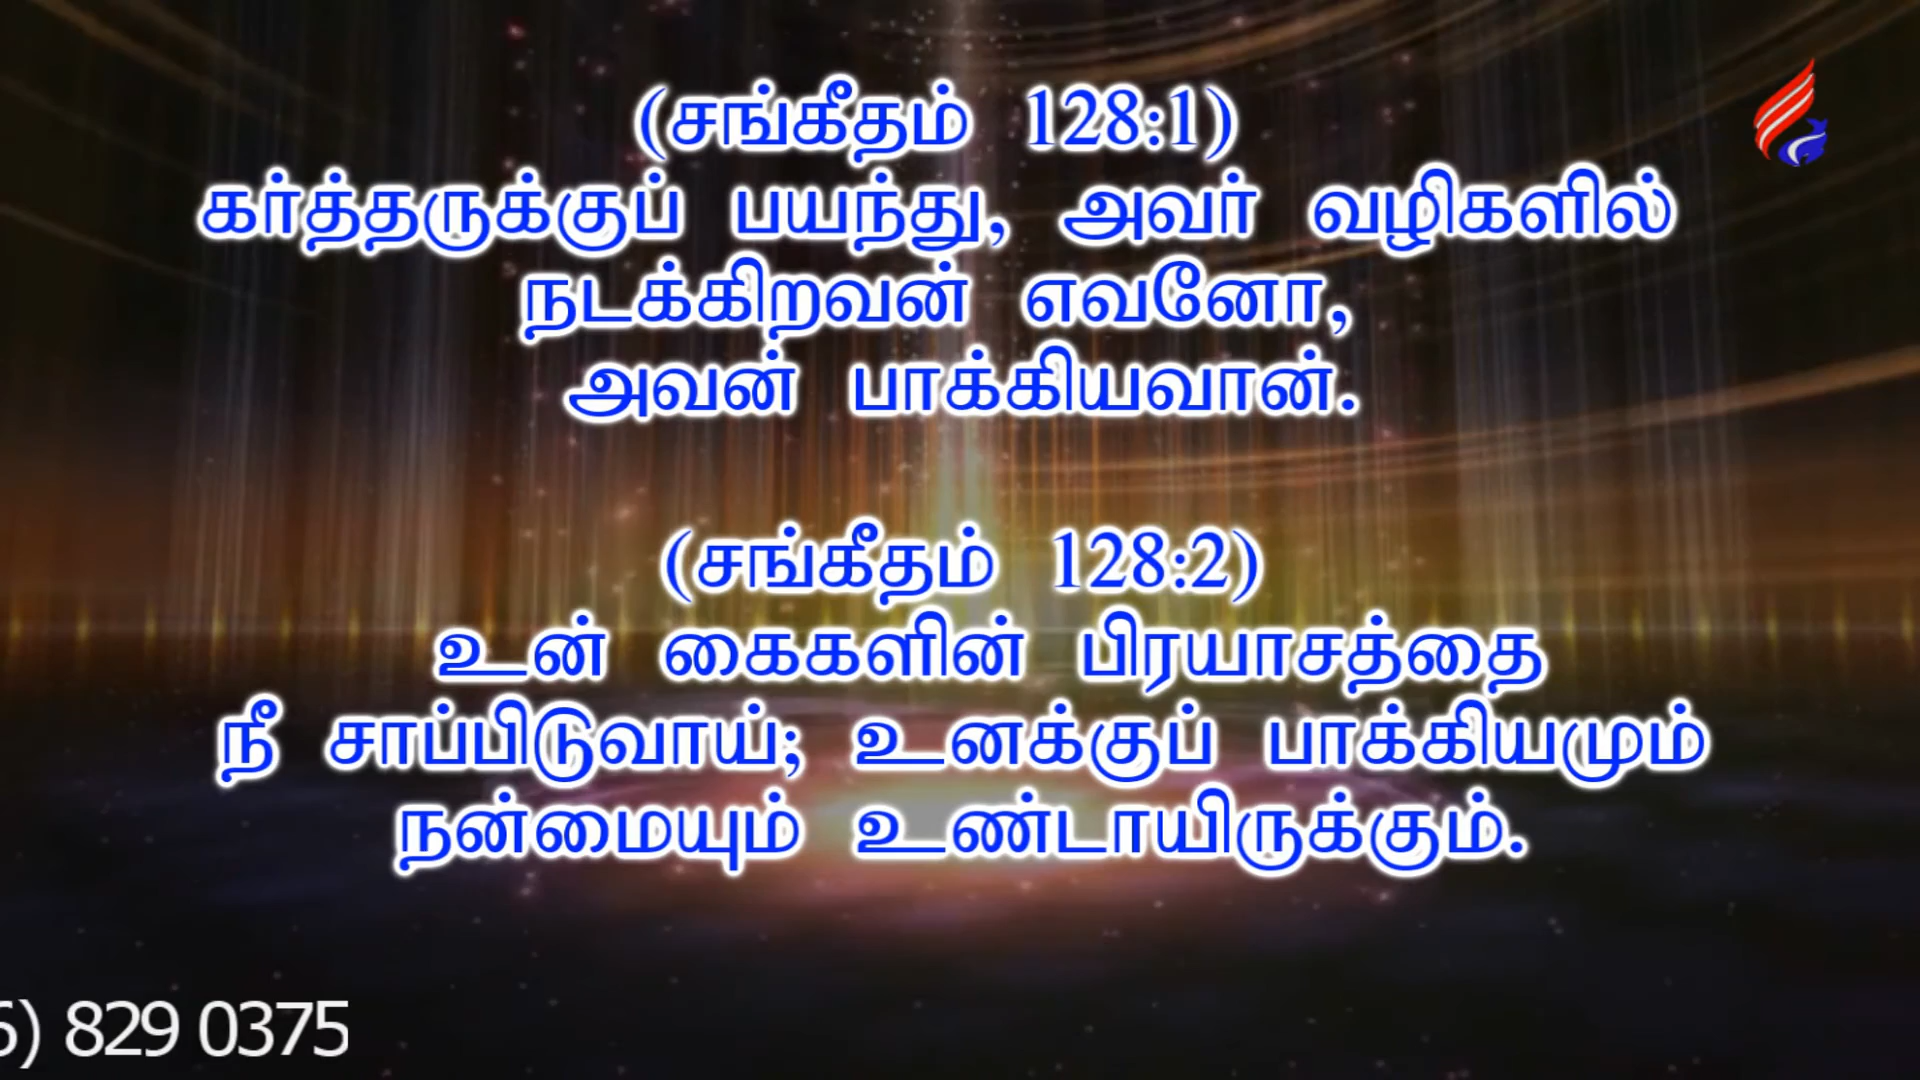 (சங்கீதம் 128:1)
கர்த்தருக்குப் பயந்து, அவர் வழிகளில்
நடக்கிறவன் எவனோ,
அவன் பாக்கியவான்.
(சங்கீதம் 128:2)
உன் கைகளின் பிரயாசத்தை
நீ சாப்பிடுவாய்; உனக்குப் பாக்கியமும்
நன்மையும் உண்டாயிருக்கும்.
6) 829 0375